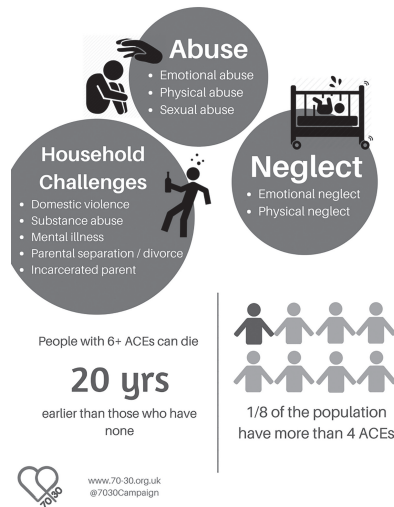 Abuse
• Emotional abuse
• Physical abuse
• Sexual abuse
Household
Challenges
• Domestic violence
• Substance abuse
• Mental illness
• Parental separation / divorce
• Incarcerated parent
Neglect
• Emotional neglect
• Physical neglect
People with 6+ ACEs can die
20 yrs
earlier than those who have
none
1/8 of the population
have more than 4 ACEs
70|30
www.70-30.org.uk
@7030Campaign